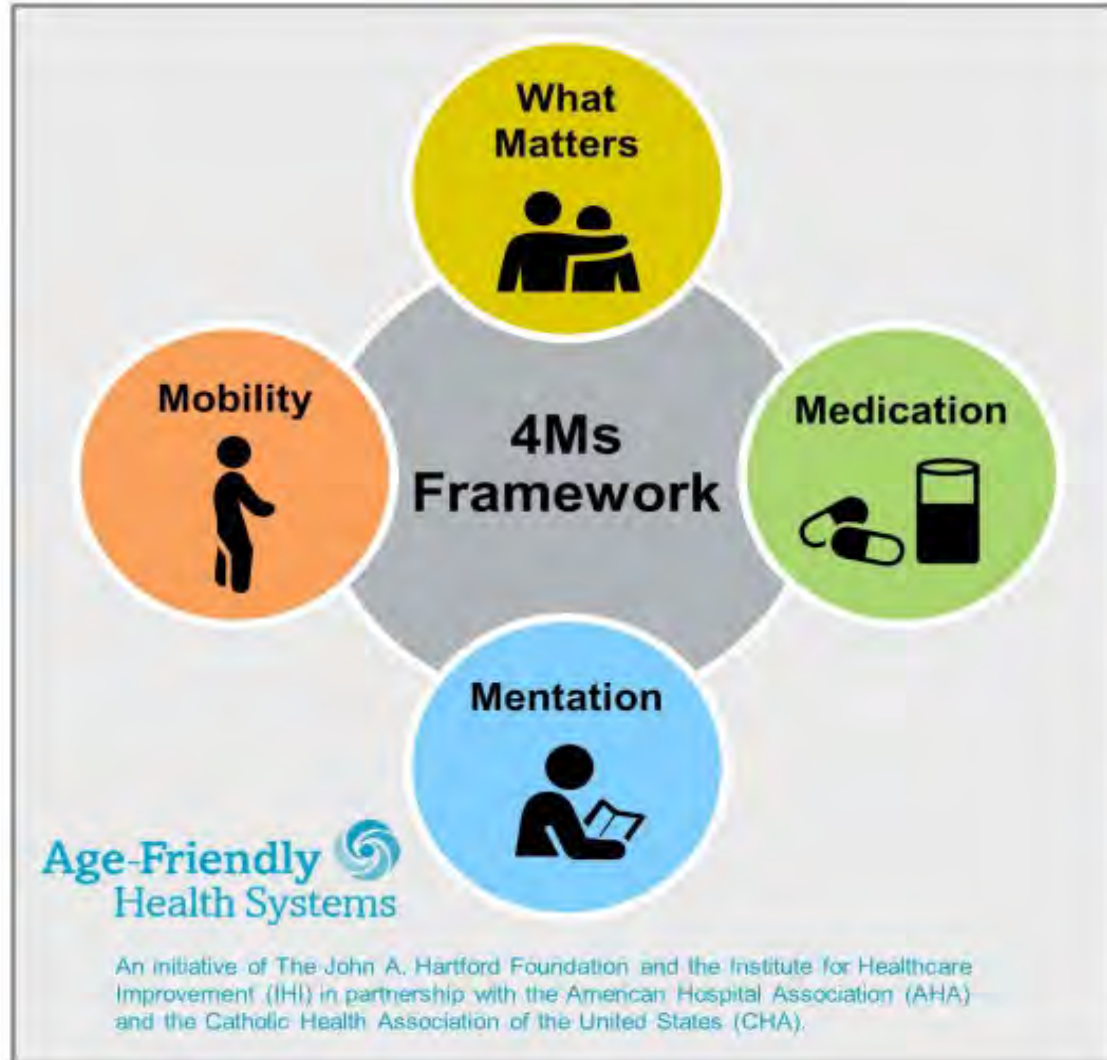 What
Matters
Mobility
4Ms
Framework
Medication
Mentation
Age-Friendly
Health Systems
An initiative of The John A. Hartford Foundation and the Institute for Healthcare
Improvement (IHI) in partnership with the American Hospital Association (AHA)
and the Catholic Health Association of the United States (CHA).